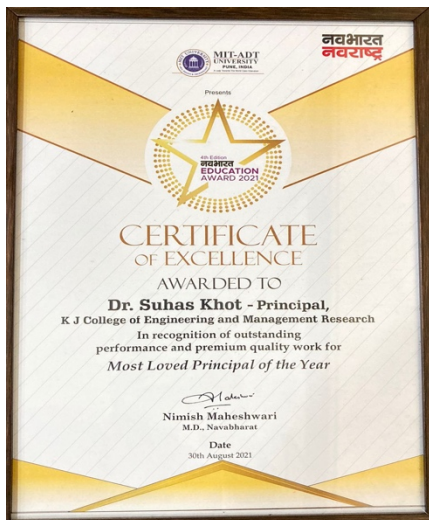 नवभारत
नवराष्ट्र
MIT-ADT
UNIVERSITY
PUNE, INDIA
Presents
4th Edition
नवभारत
EDUCATION
AWARD 2021
CERTIFICATE
OF EXCELLENCE
AWARDED TO
Dr. Suhas Khot - Principal,
K J College of Engineering and Management Research
In recognition of outstanding
performance and premium quality work for
Most Loved Principal of the Year
Nimish Maheshwari
M.D., Navabharat
Date
30th August 2021